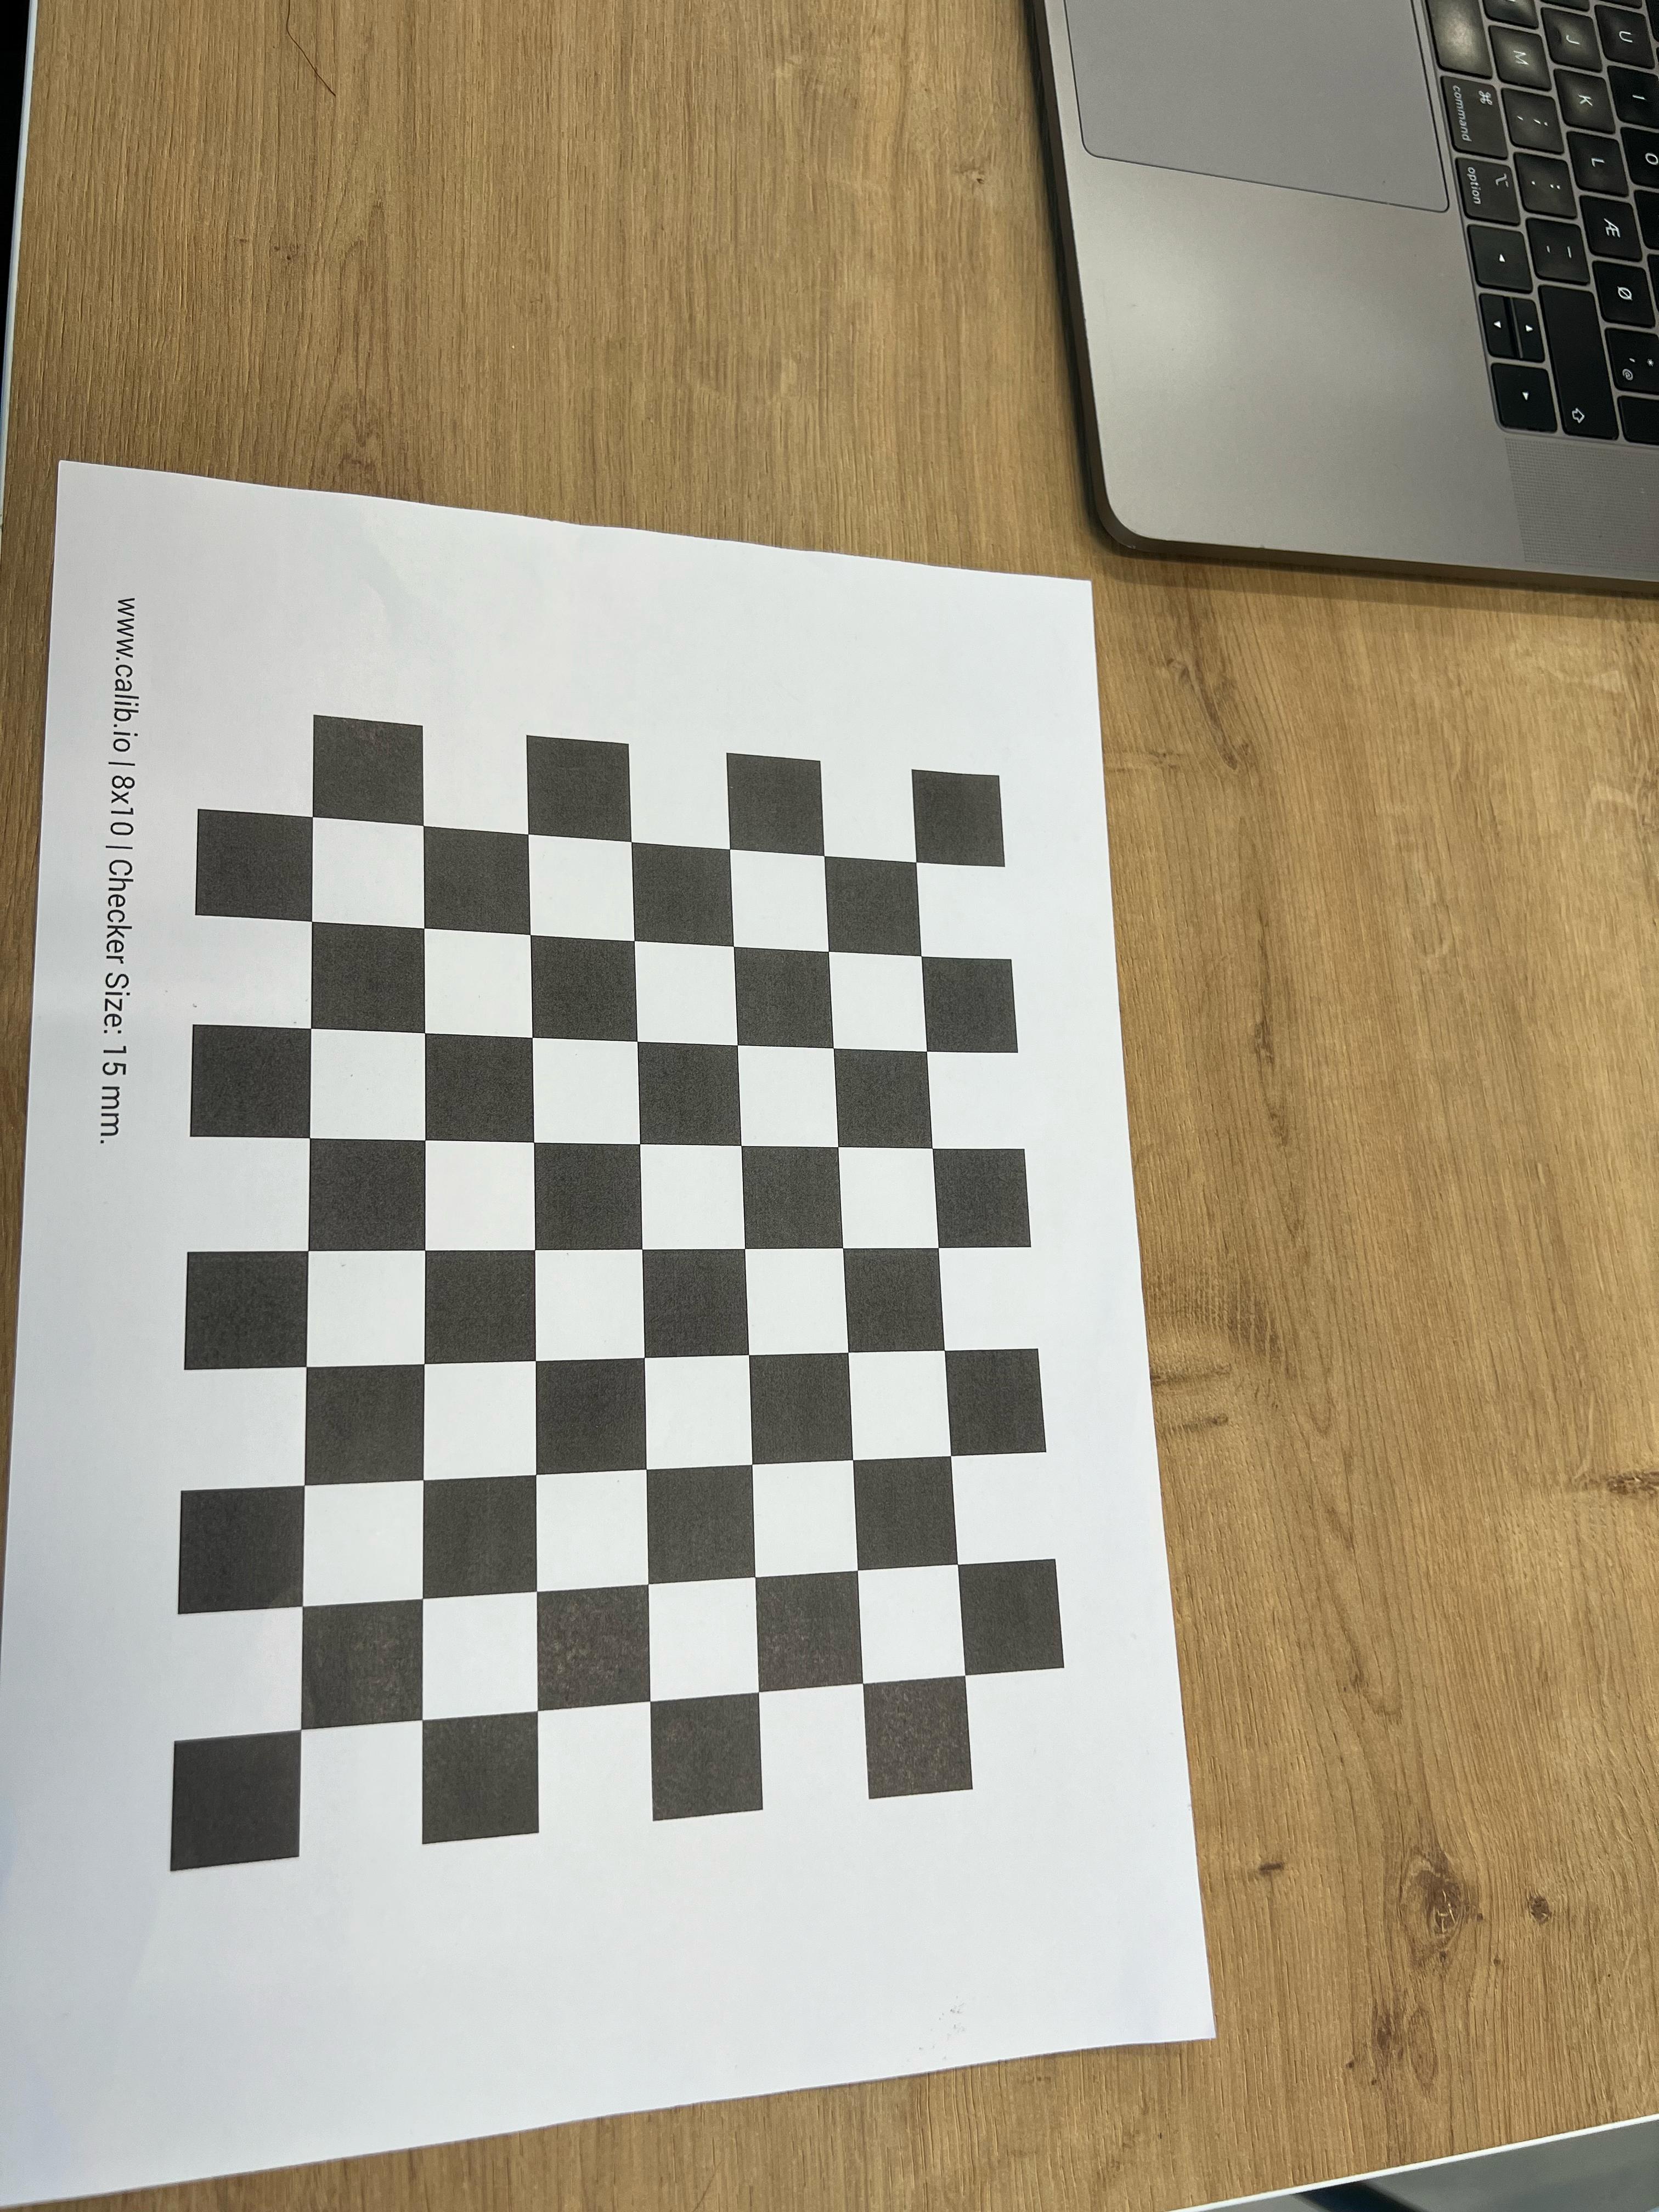 www.calib.io | 8x10 | Checker Size: 15 mm.
U
J
M
I
K
⌘
command
O
L
; ,
: .
⌥
option
Æ
_ -
Ø
* '
@